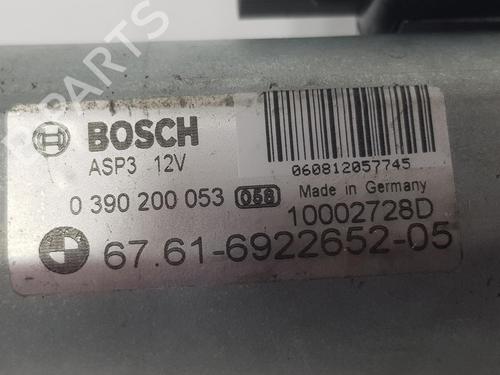 BOSCH
ASP3 12V
060812057745
0 390 200 053 058 Made in Germany
10002728D
67.61-6922652-05